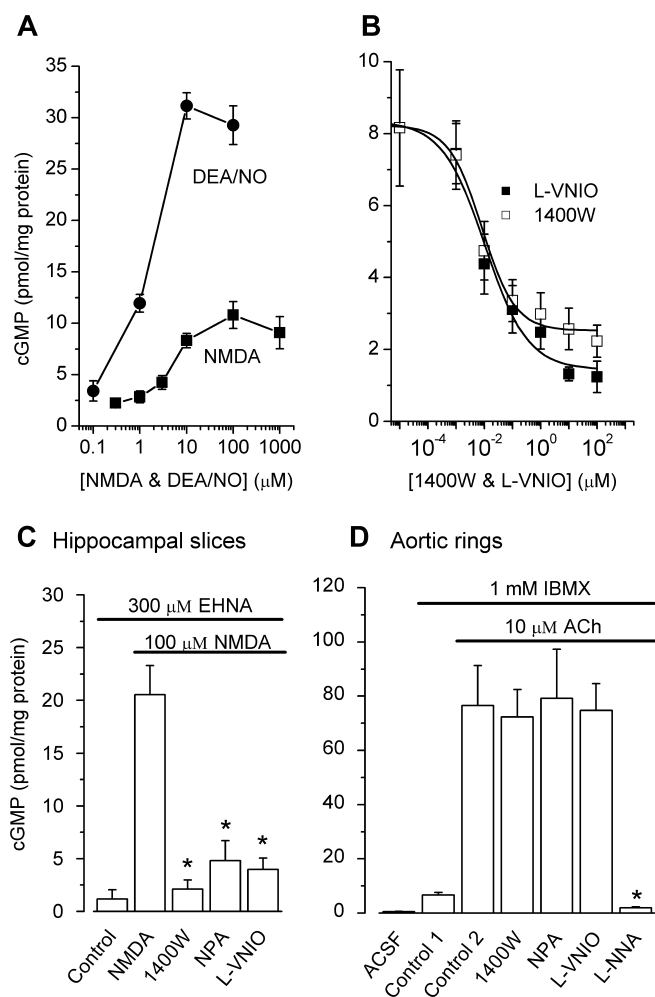 A
35
30
25
20
15
10
5
0
cGMP (pmol/mg protein)
DEA/NO
NMDA
0.1 1 10 100 1000
[NMDA & DEA/NO] (μM)
B
10
8
6
4
2
0
L-VNIO
1400W
10-4 10-2 100 102
[1400W & L-VNIO] (μM)
C Hippocampal slices
30
25
20
15
10
5
0
cGMP (pmol/mg protein)
300 μM EHNA
100 μM NMDA
* * *
Control NMDA 1400W NPA L-VNIO
D Aortic rings
120
100
80
60
40
20
0
1 mM IBMX
10 μM ACh
*
ACSF Control 1 Control 2 1400W NPA L-VNIO L-NNA